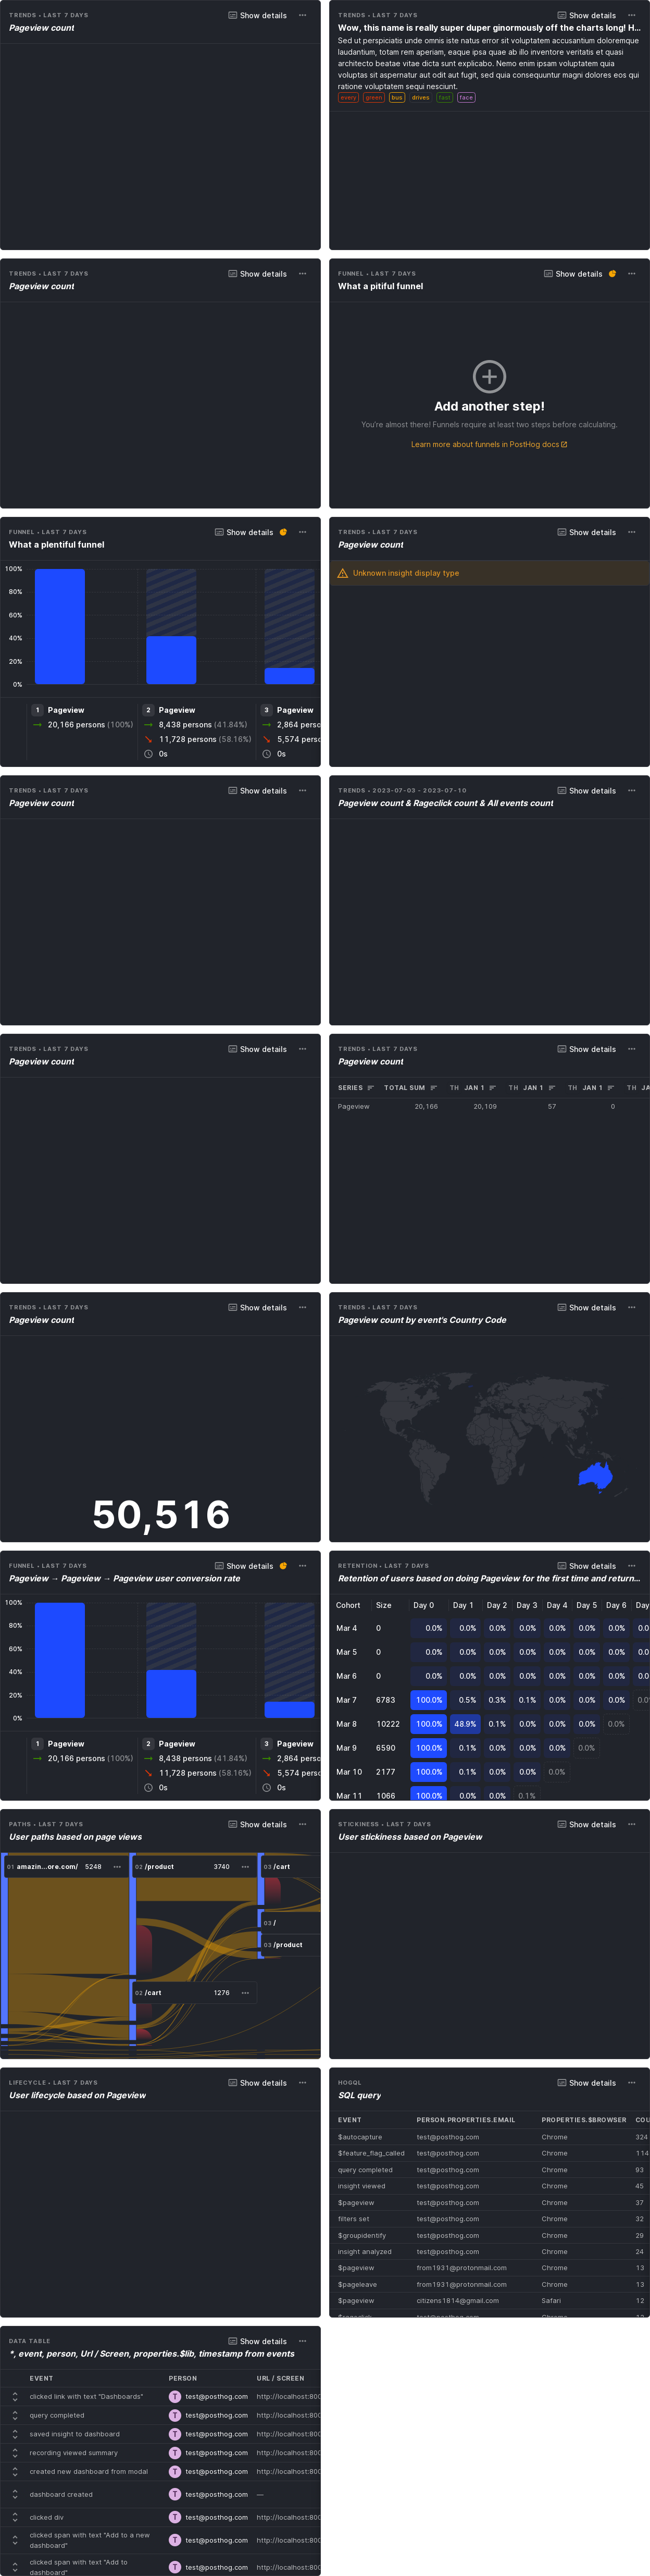 TRENDS • LAST 7 DAYS
Show details
Pageview count
TRENDS • LAST 7 DAYS
Show details
Wow, this name is really super duper ginormously off the charts long! H...
Sed ut perspiciatis unde omnis iste natus error sit voluptatem accusantium doloremque
laudantium, totam rem aperiam, eaque ipsa quae ab illo inventore veritatis et quasi
architecto beatae vitae dicta sunt explicabo. Nemo enim ipsam voluptatem quia
voluptas sit aspernatur aut odit aut fugit, sed quia consequuntur magni dolores eos qui
ratione voluptatem sequi nesciunt.
every green bus drives fast face
TRENDS • LAST 7 DAYS
Show details
Pageview count
FUNNEL • LAST 7 DAYS
Show details
What a pitiful funnel
Add another step!
You're almost there! Funnels require at least two steps before calculating.
Learn more about funnels in PostHog docs
FUNNEL • LAST 7 DAYS
Show details
What a plentiful funnel
100%
80%
60%
40%
20%
0%
1 Pageview
20,166 persons (100%)
2 Pageview
8,438 persons (41.84%)
11,728 persons (58.16%)
0s
3 Pageview
2,864 perso
5,574 perso
0s
TRENDS • LAST 7 DAYS
Show details
Pageview count
Unknown insight display type
TRENDS • LAST 7 DAYS
Show details
Pageview count
TRENDS • 2023-07-03 - 2023-07-10
Show details
Pageview count & Rageclick count & All events count
TRENDS • LAST 7 DAYS
Show details
Pageview count
TRENDS • LAST 7 DAYS
Show details
Pageview count
SERIES TOTAL SUM TH JAN 1 TH JAN 1 TH JAN 1 TH JA
Pageview 20,166 20,109 57 0
TRENDS • LAST 7 DAYS
Show details
Pageview count
50,516
TRENDS • LAST 7 DAYS
Show details
Pageview count by event's Country Code
FUNNEL • LAST 7 DAYS
Show details
Pageview → Pageview → Pageview user conversion rate
100%
80%
60%
40%
20%
0%
1 Pageview
20,166 persons (100%)
2 Pageview
8,438 persons (41.84%)
11,728 persons (58.16%)
0s
3 Pageview
2,864 perso
5,574 perso
0s
RETENTION • LAST 7 DAYS
Show details
Retention of users based on doing Pageview for the first time and return...
Cohort Size Day 0 Day 1 Day 2 Day 3 Day 4 Day 5 Day 6 Day
Mar 4 0 0.0% 0.0% 0.0% 0.0% 0.0% 0.0% 0.0% 0.0
Mar 5 0 0.0% 0.0% 0.0% 0.0% 0.0% 0.0% 0.0% 0.0
Mar 6 0 0.0% 0.0% 0.0% 0.0% 0.0% 0.0% 0.0% 0.0
Mar 7 6783 100.0% 0.5% 0.3% 0.1% 0.0% 0.0% 0.0% 0.0
Mar 8 10222 100.0% 48.9% 0.1% 0.0% 0.0% 0.0% 0.0%
Mar 9 6590 100.0% 0.1% 0.0% 0.0% 0.0% 0.0%
Mar 10 2177 100.0% 0.1% 0.0% 0.0% 0.0%
Mar 11 1066 100.0% 0.0% 0.0% 0.1%
PATHS • LAST 7 DAYS
Show details
User paths based on page views
01 amazin...ore.com/ 5248
02 /product 3740
03 /cart
03 /
03 /product
02 /cart 1276
STICKINESS • LAST 7 DAYS
Show details
User stickiness based on Pageview
LIFECYCLE • LAST 7 DAYS
Show details
User lifecycle based on Pageview
HOGQL
Show details
SQL query
EVENT PERSON.PROPERTIES.EMAIL PROPERTIES.$BROWSER COU
$autocapture test@posthog.com Chrome 324
$feature_flag_called test@posthog.com Chrome 114
query completed test@posthog.com Chrome 93
insight viewed test@posthog.com Chrome 45
$pageview test@posthog.com Chrome 37
filters set test@posthog.com Chrome 32
$groupidentify test@posthog.com Chrome 29
insight analyzed test@posthog.com Chrome 24
$pageview from1931@protonmail.com Chrome 13
$pageleave from1931@protonmail.com Chrome 13
$pageview citizens1814@gmail.com Safari 12
DATA TABLE
Show details
*, event, person, Url / Screen, properties.$lib, timestamp from events
EVENT PERSON URL / SCREEN
clicked link with text "Dashboards" T test@posthog.com http://localhost:800
query completed T test@posthog.com http://localhost:800
saved insight to dashboard T test@posthog.com http://localhost:800
recording viewed summary T test@posthog.com http://localhost:800
created new dashboard from modal T test@posthog.com http://localhost:800
dashboard created T test@posthog.com —
clicked div T test@posthog.com http://localhost:800
clicked span with text "Add to a new
dashboard" T test@posthog.com http://localhost:800
clicked span with text "Add to
dashboard" T test@posthog.com http://localhost:800